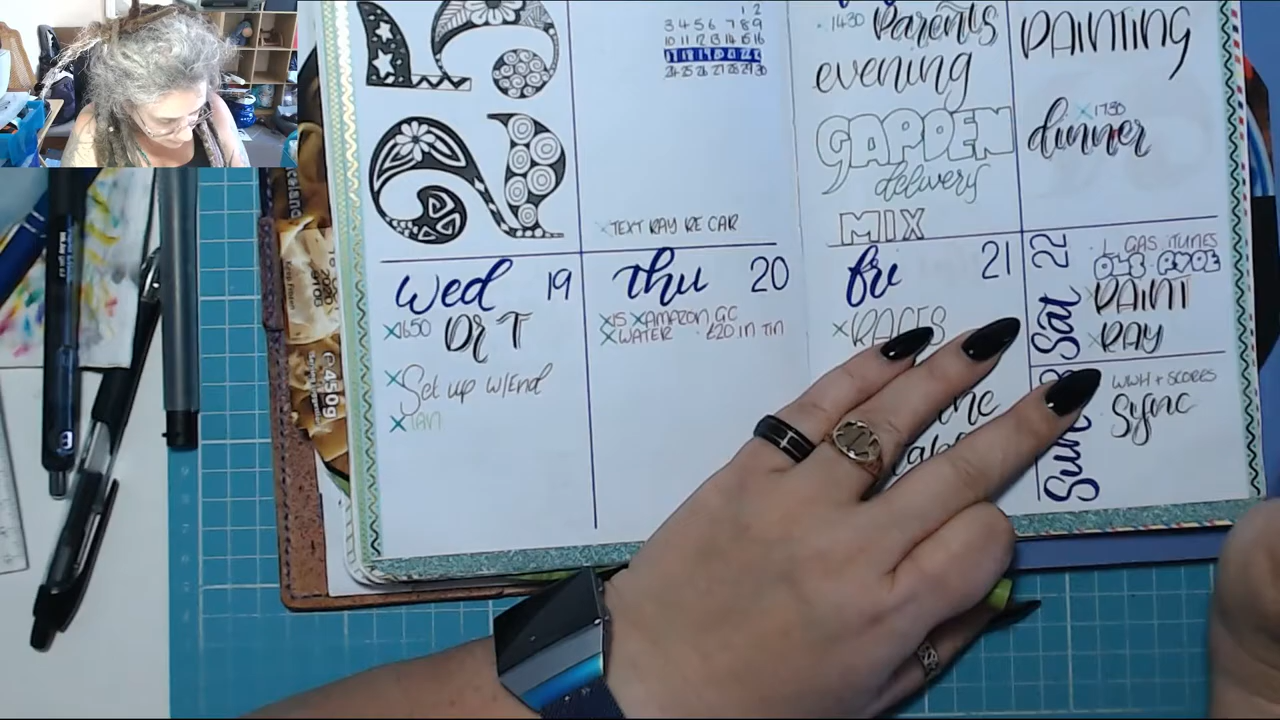 52
1 2
3 4 5 6 7 8 9
10 11 12 13 14 15 16
17 18 19 20 21 22
24 25 26 27 28 29 30
TEXT RAY RE CAR
1430 Parents
evening
GARDEN
delivery
MIX
PAINTING
1730
dinner
Wed 19
1650 Dr T
Set up w/End
TAN
Thu 20
15 AMAZON GC
WATER £20 IN TIN
fri 21
RACES
the
Sat 22
GAS iTUNES
PAINT
RAY
Sun
WWH + SCORES
Sync
450g